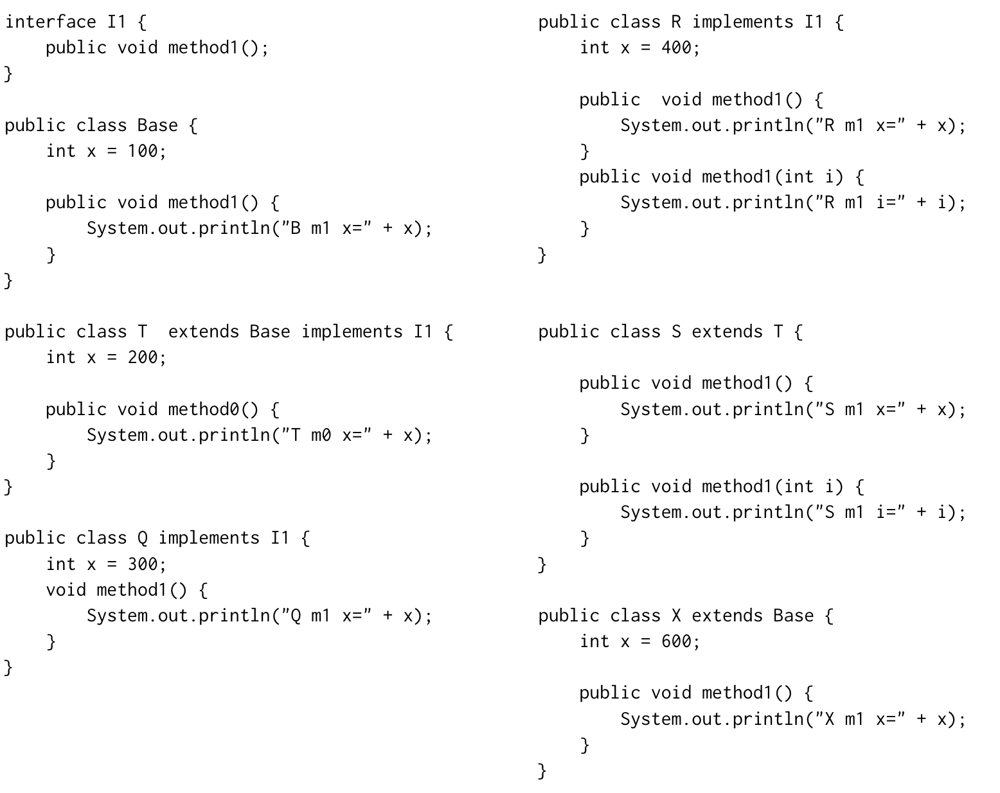 interface I1 {
    public void method1();
}

public class Base {
    int x = 100;

    public void method1() {
        System.out.println("B m1 x=" + x);
    }
}

public class T  extends Base implements I1 {
    int x = 200;

    public void method0() {
        System.out.println("T m0 x=" + x);
    }
}

public class Q implements I1 {
    int x = 300;
    void method1() {
        System.out.println("Q m1 x=" + x);
    }
}

public class R implements I1 {
    int x = 400;

    public  void method1() {
        System.out.println("R m1 x=" + x);
    }
    public void method1(int i) {
        System.out.println("R m1 i=" + i);
    }
}

public class S extends T {

    public void method1() {
        System.out.println("S m1 x=" + x);
    }

    public void method1(int i) {
        System.out.println("S m1 i=" + i);
    }
}

public class X extends Base {
    int x = 600;

    public void method1() {
        System.out.println("X m1 x=" + x);
    }
}